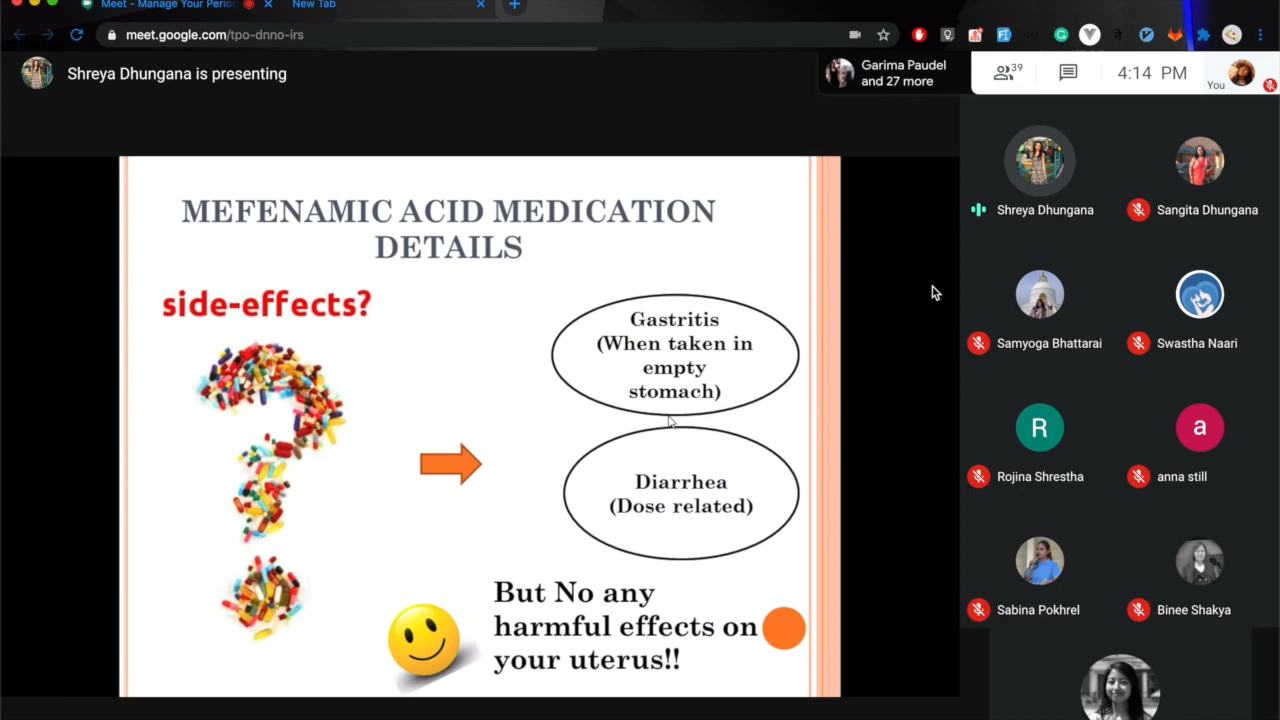 Meet - Manage Your Perio
New Tab
meet.google.com/tpo-dnno-irs
Shreya Dhungana is presenting
Garima Paudel
and 27 more
39
4:14 PM
You
MEFENAMIC ACID MEDICATION
DETAILS
side-effects?
Gastritis
(When taken in
empty
stomach)
Diarrhea
(Dose related)
But No any
harmful effects on
your uterus!!
Shreya Dhungana
Sangita Dhungana
Samyoga Bhattarai
Swastha Naari
R
a
Rojina Shrestha
anna still
Sabina Pokhrel
Binee Shakya